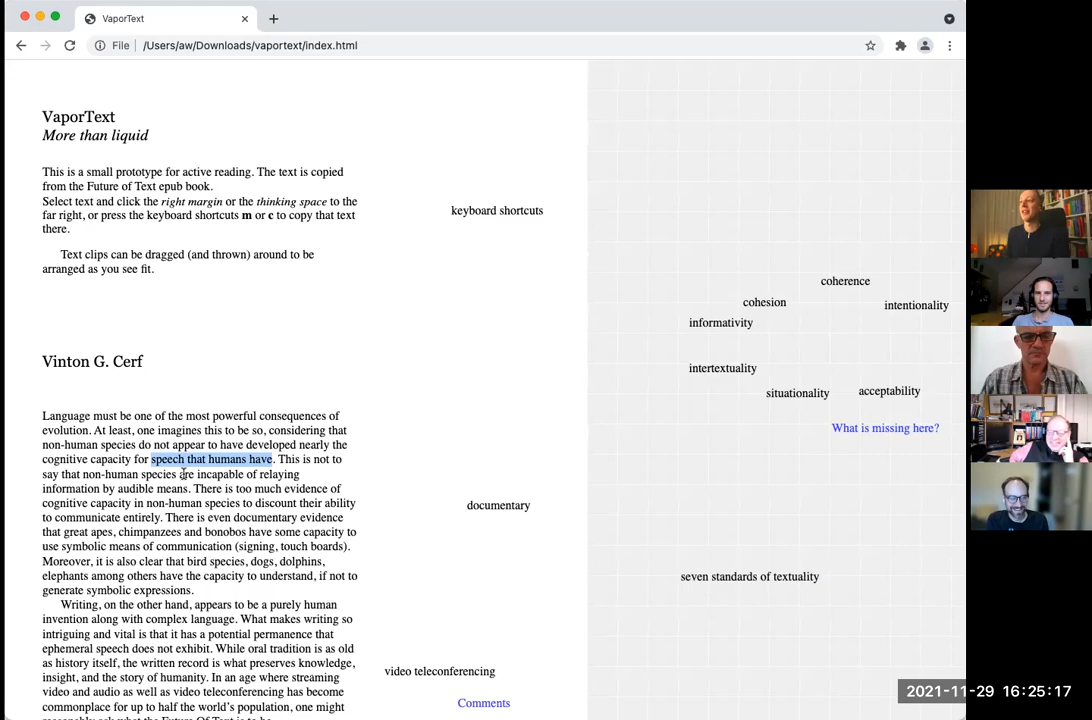 VaporText
File
/Users/aw/Downloads/vaportext/index.html
VaporText
More than liquid
This is a small prototype for active reading. The text is copied
from the Future of Text epub book.
Select text and click the right margin or the thinking space to the
far right, or press the keyboard shortcuts m or c to copy that text
there.
Text clips can be dragged (and thrown) around to be
arranged as you see fit.
Vinton G. Cerf
Language must be one of the most powerful consequences of
evolution. At least, one imagines this to be so, considering that
non-human species do not appear to have developed nearly the
cognitive capacity for speech that humans have. This is not to
say that non-human species are incapable of relaying
information by audible means. There is too much evidence of
cognitive capacity in non-human species to discount their ability
to communicate entirely. There is even documentary evidence
that great apes, chimpanzees and bonobos have some capacity to
use symbolic means of communication (signing, touch boards).
Moreover, it is also clear that bird species, dogs, dolphins,
elephants among others have the capacity to understand, if not to
generate symbolic expressions.
Writing, on the other hand, appears to be a purely human
invention along with complex language. What makes writing so
intriguing and vital is that it has a potential permanence that
ephemeral speech does not exhibit. While oral tradition is as old
as history itself, the written record is what preserves knowledge,
insight, and the story of humanity. In an age where streaming
video and audio as well as video teleconferencing has become
commonplace for up to half the world's population, one might
reasonably ask what the Future Of Text is to be
keyboard shortcuts
documentary
video teleconferencing
Comments
coherence
cohesion
intentionality
informativity
intertextuality
situationality
acceptability
What is missing here?
seven standards of textuality
2021-11-29 16:25:17